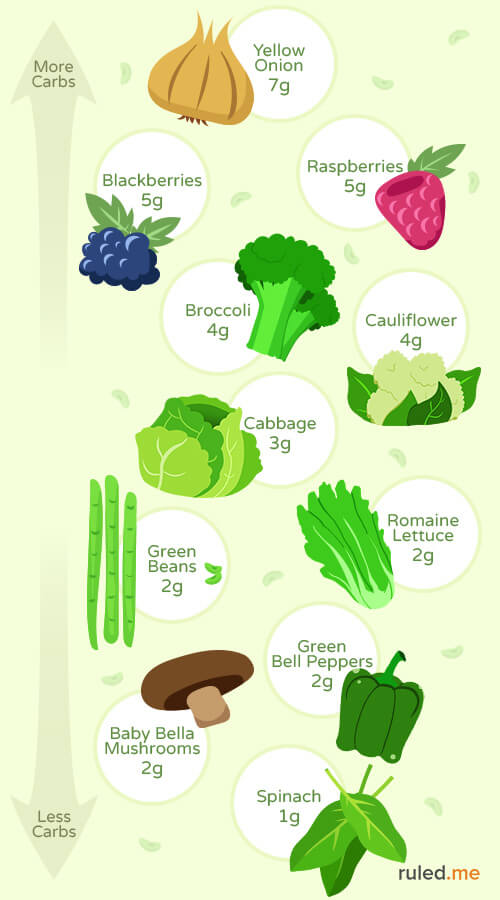 More
Carbs
Yellow
Onion
7g
Blackberries
5g
Raspberries
5g
Broccoli
4g
Cauliflower
4g
Cabbage
3g
Romaine
Lettuce
2g
Green
Beans
2g
Green
Bell Peppers
2g
Baby Bella
Mushrooms
2g
Spinach
1g
Less
Carbs
ruled.me